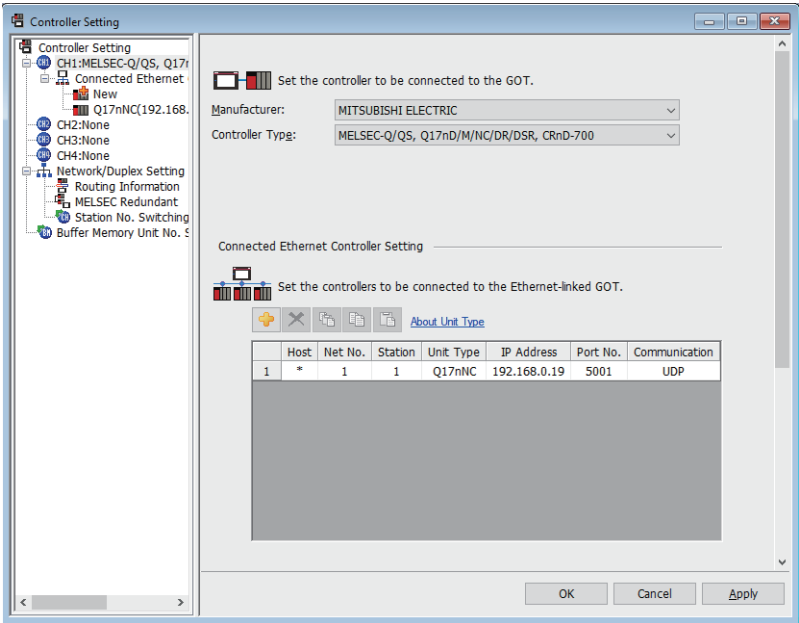 Controller Setting
Controller Setting
CH1:MELSEC-Q/QS, Q17n
Connected Ethernet
New
Q17nNC(192.168.
CH2:None
CH3:None
CH4:None
Network/Duplex Setting
Routing Information
MELSEC Redundant
Station No. Switching
Buffer Memory Unit No. S
Set the controller to be connected to the GOT.
Manufacturer: MITSUBISHI ELECTRIC
Controller Type: MELSEC-Q/QS, Q17nD/M/NC/DR/DSR, CRnD-700
Connected Ethernet Controller Setting
Set the controllers to be connected to the Ethernet-linked GOT.
About Unit Type
Host Net No. Station Unit Type IP Address Port No. Communication
1 * 1 1 Q17nNC 192.168.0.19 5001 UDP
OK Cancel Apply